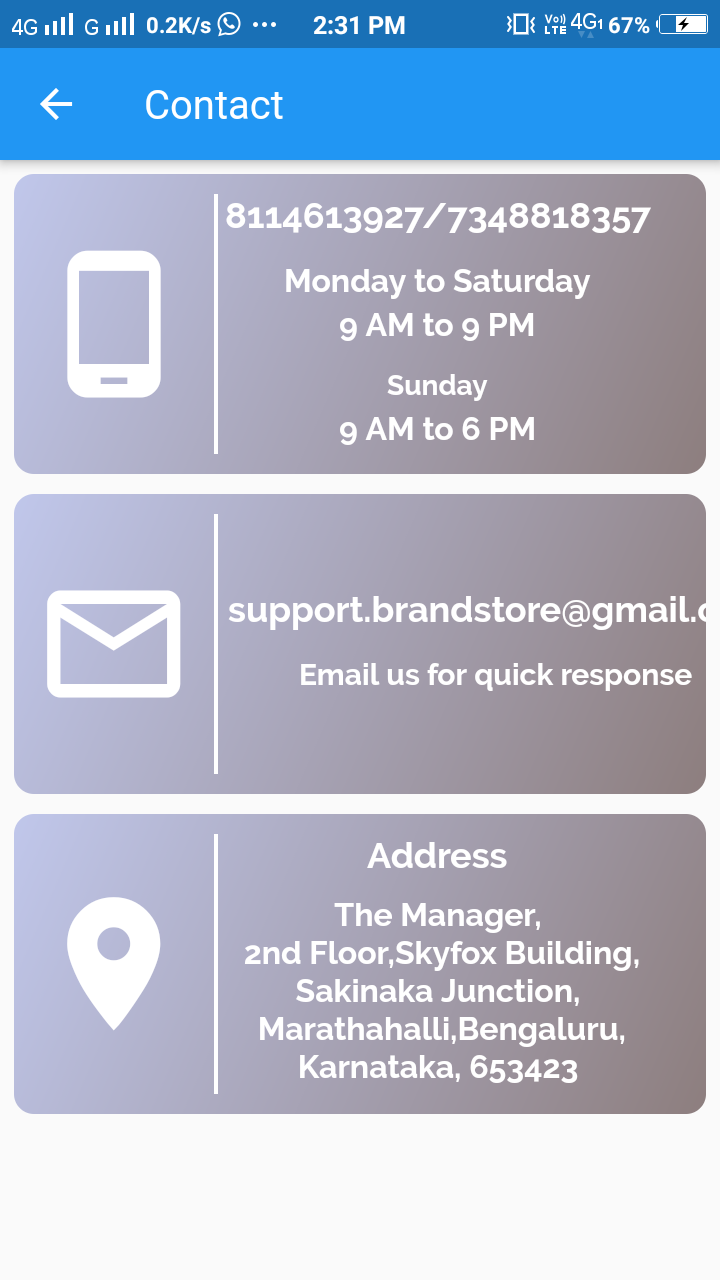 4G G 0.2K/s ••• 2:31 PM Vo)) LTE 4G1 67%
Contact
8114613927/7348818357
Monday to Saturday
9 AM to 9 PM
Sunday
9 AM to 6 PM
support.brandstore@gmail.c
Email us for quick response
Address
The Manager,
2nd Floor,Skyfox Building,
Sakinaka Junction,
Marathahalli,Bengaluru,
Karnataka, 653423